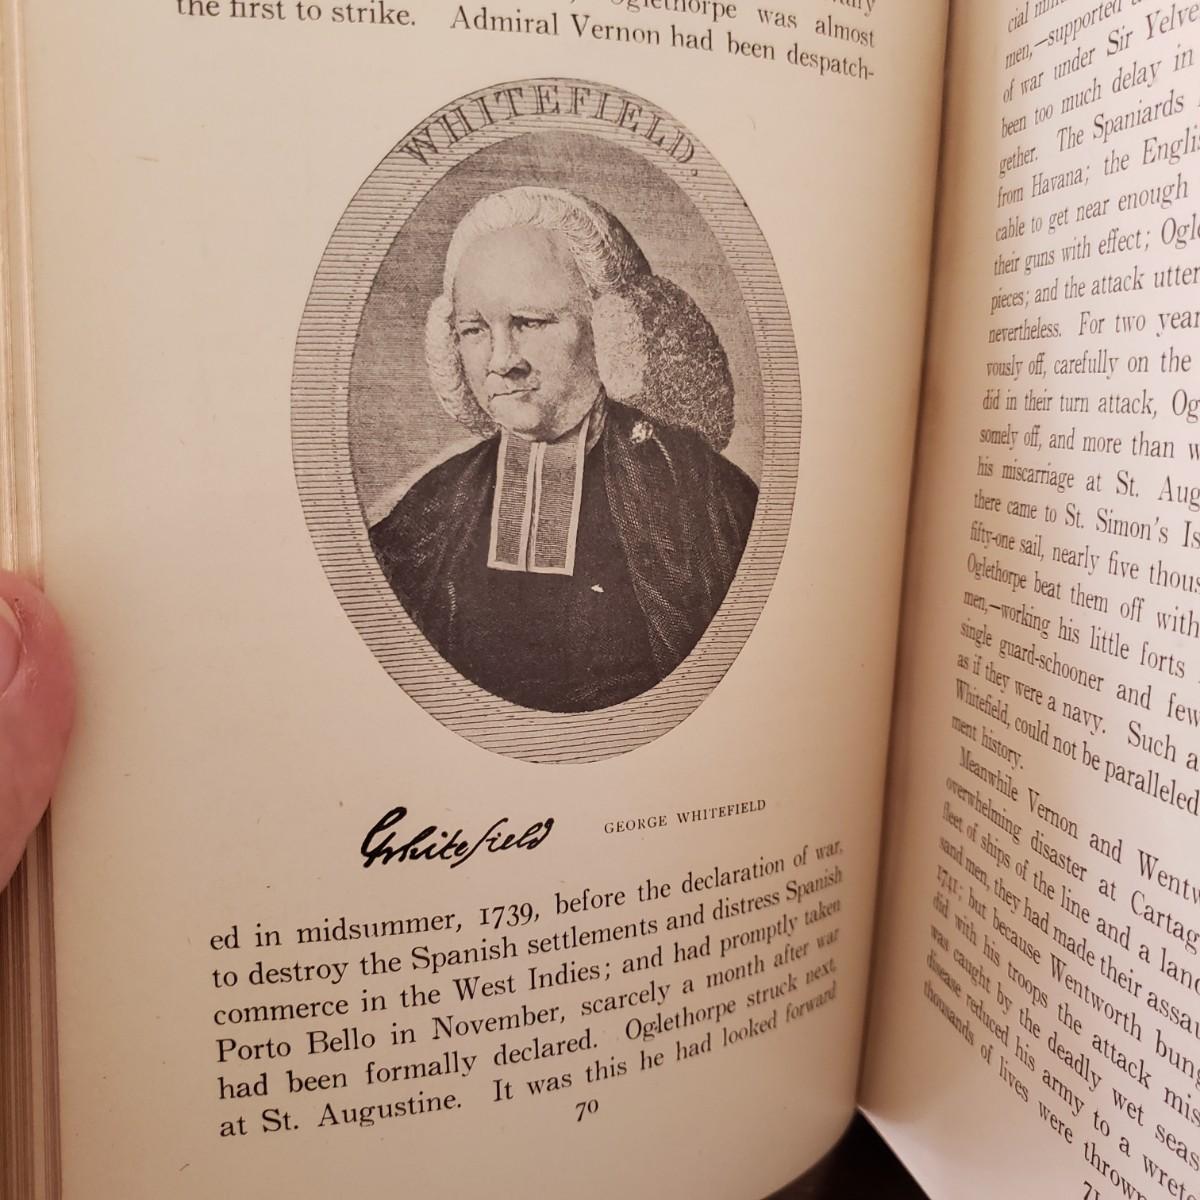 Oglethorpe was almost
the first to strike. Admiral Vernon had been despatch-
WHITEFIELD.
GWhitefield
GEORGE WHITEFIELD
ed in midsummer, 1739, before the declaration of war,
to destroy the Spanish settlements and distress Spanish
commerce in the West Indies; and had promptly taken
Porto Bello in November, scarcely a month after war
had been formally declared. Oglethorpe struck next,
at St. Augustine. It was this he had looked forward
70
men,—supported
of war under Sir Yelve
been too much delay in
gether. The Spaniards
from Havana; the Englis
cable to get near enough
their guns with effect; Ogle
pieces; and the attack utter
nevertheless. For two year
vously off, carefully on the
did in their turn attack, Og
somely off, and more than w
his miscarriage at St. Aug
there came to St. Simon's Is
fifty-one sail, nearly five thous
Oglethorpe beat them off with
men,—working his little forts
single guard-schooner and few
as if they were a navy. Such a
Whitefield, could not be paralleled
ment history.
Meanwhile Vernon and Wentw
overwhelming disaster at Cartag
fleet of ships of the line and a land
sand men, they had made their assau
1741; but because Wentworth bung
did with his troops the attack mis
was caught by the deadly wet seas
disease reduced his army to a wretc
thousands of lives were thrown
71